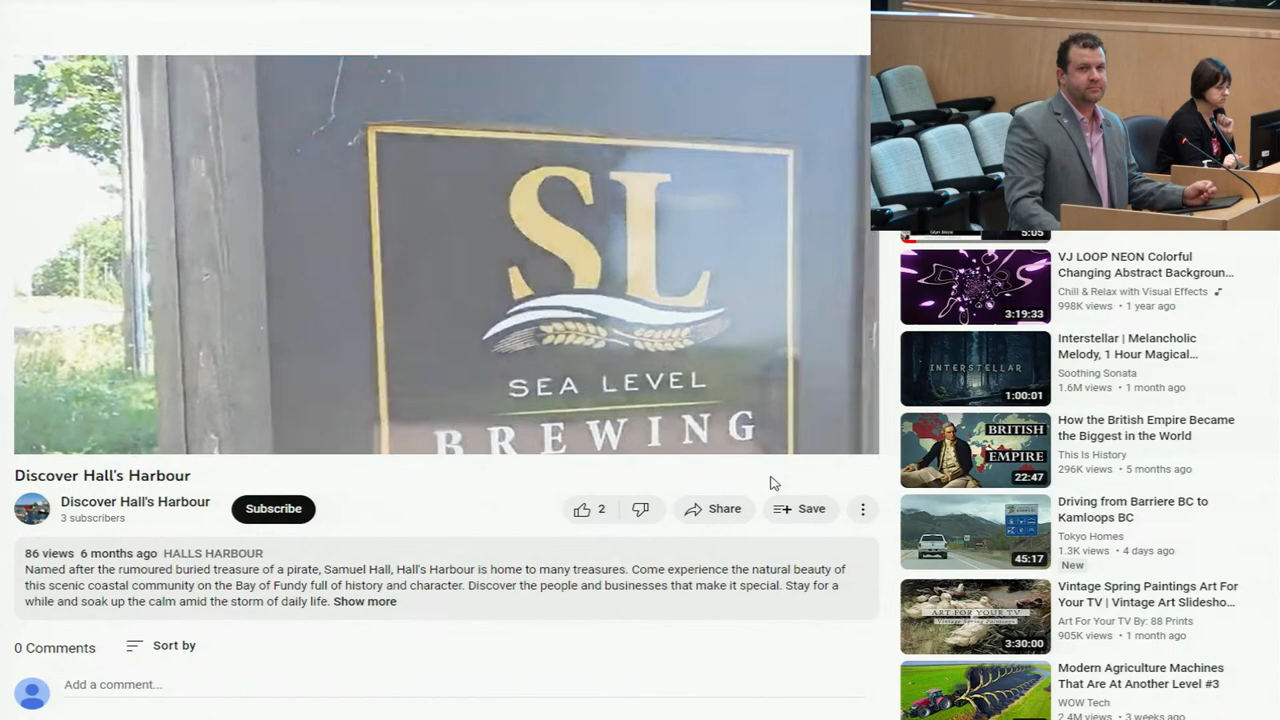 SL
SEA LEVEL
BREWING
Discover Hall's Harbour
Discover Hall's Harbour
3 subscribers
Subscribe
2
Share
Save
86 views 6 months ago HALLS HARBOUR
Named after the rumoured buried treasure of a pirate, Samuel Hall, Hall's Harbour is home to many treasures. Come experience the natural beauty of
this scenic coastal community on the Bay of Fundy full of history and character. Discover the people and businesses that make it special. Stay for a
while and soak up the calm amid the storm of daily life. Show more
0 Comments
Sort by
Add a comment...
5:05
VJ LOOP NEON Colorful
Changing Abstract Backgroun...
Chill & Relax with Visual Effects
998K views • 1 year ago
3:19:33
Interstellar | Melancholic
Melody, 1 Hour Magical...
Soothing Sonata
1.6M views • 1 month ago
INTERSTELLAR
1:00:01
How the British Empire Became
the Biggest in the World
This Is History
296K views • 5 months ago
BRITISH
EMPIRE
22:47
Driving from Barriere BC to
Kamloops BC
Tokyo Homes
1.3K views • 4 days ago
New
45:17
Vintage Spring Paintings Art For
Your TV | Vintage Art Slidesho...
Art For Your TV By: 88 Prints
905K views • 1 month ago
ART FOR YOUR TV
Vintage Spring Paintings
3:30:00
Modern Agriculture Machines
That Are At Another Level #3
WOW Tech
2.4M views • 3 weeks ago